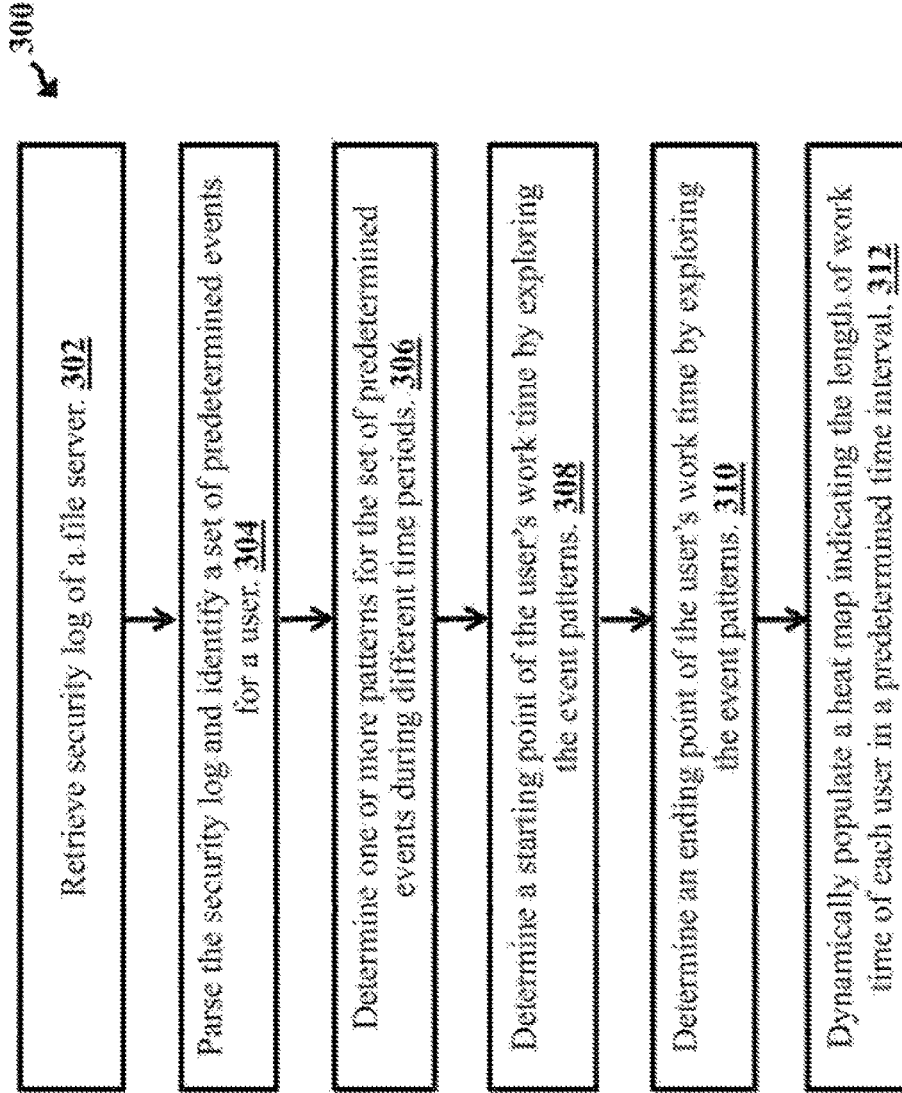 300
Retrieve security log of a file server. 302
Parse the security log and identify a set of predetermined events
for a user. 304
Determine one or more patterns for the set of predetermined
events during different time periods. 306
Determine a starting point of the user's work time by exploring
the event patterns. 308
Determine an ending point of the user's work time by exploring
the event patterns. 310
Dynamically populate a heat map indicating the length of work
time of each user in a predetermined time interval. 312